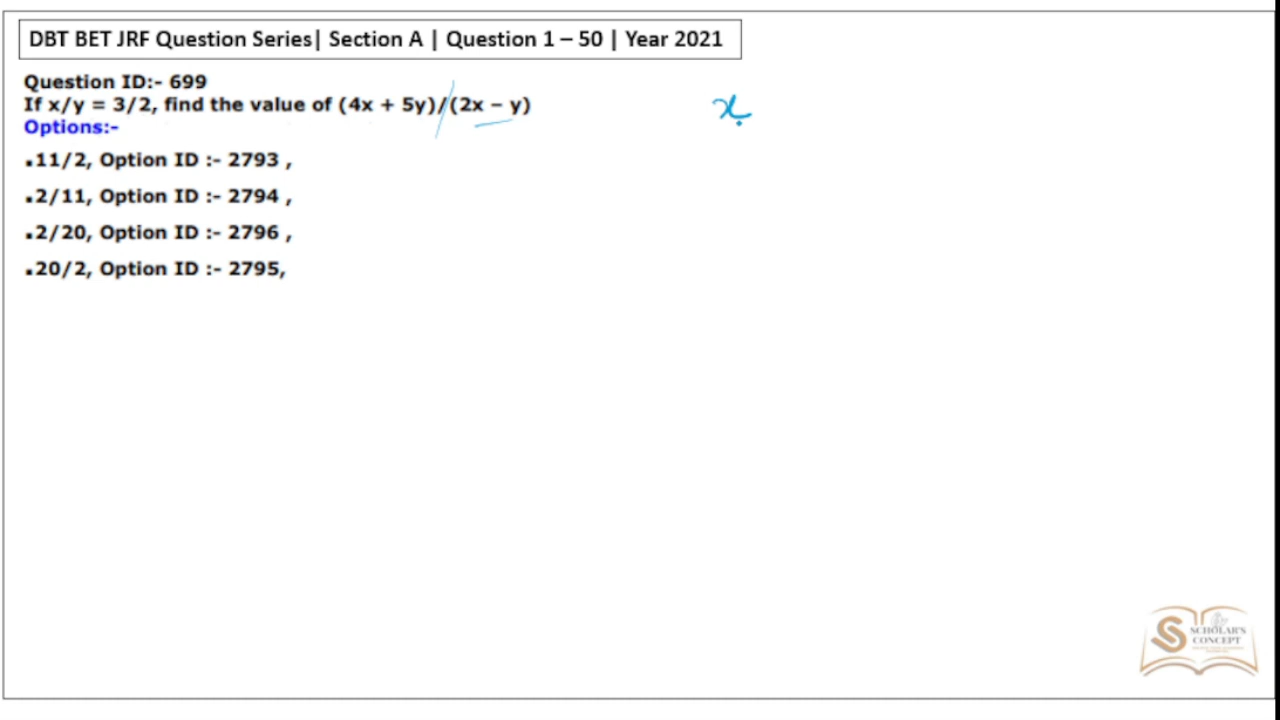 DBT BET JRF Question Series| Section A | Question 1 – 50 | Year 2021
Question ID:- 699
If x/y = 3/2, find the value of (4x + 5y)/(2x – y)
x
Options:-
.11/2, Option ID :- 2793 ,
.2/11, Option ID :- 2794 ,
.2/20, Option ID :- 2796 ,
.20/2, Option ID :- 2795,
SCHOLAR'S
CONCEPT